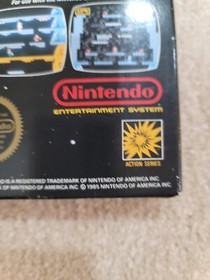 For use with the
Nintendo
ENTERTAINMENT SYSTEM
ACTION SERIES
IS A REGISTERED TRADEMARK OF NINTENDO OF AMERICA INC.
OF NINTENDO OF AMERICA INC. © 1985 NINTENDO OF AMERICA INC.